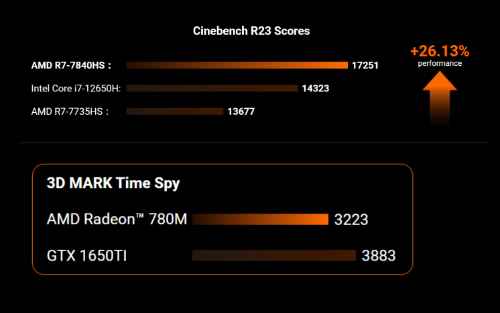 Cinebench R23 Scores
+26.13%
performance
AMD R7-7840HS : 17251
Intel Core i7-12650H: 14323
AMD R7-7735HS : 13677
3D MARK Time Spy
AMD Radeon™ 780M 3223
GTX 1650TI 3883